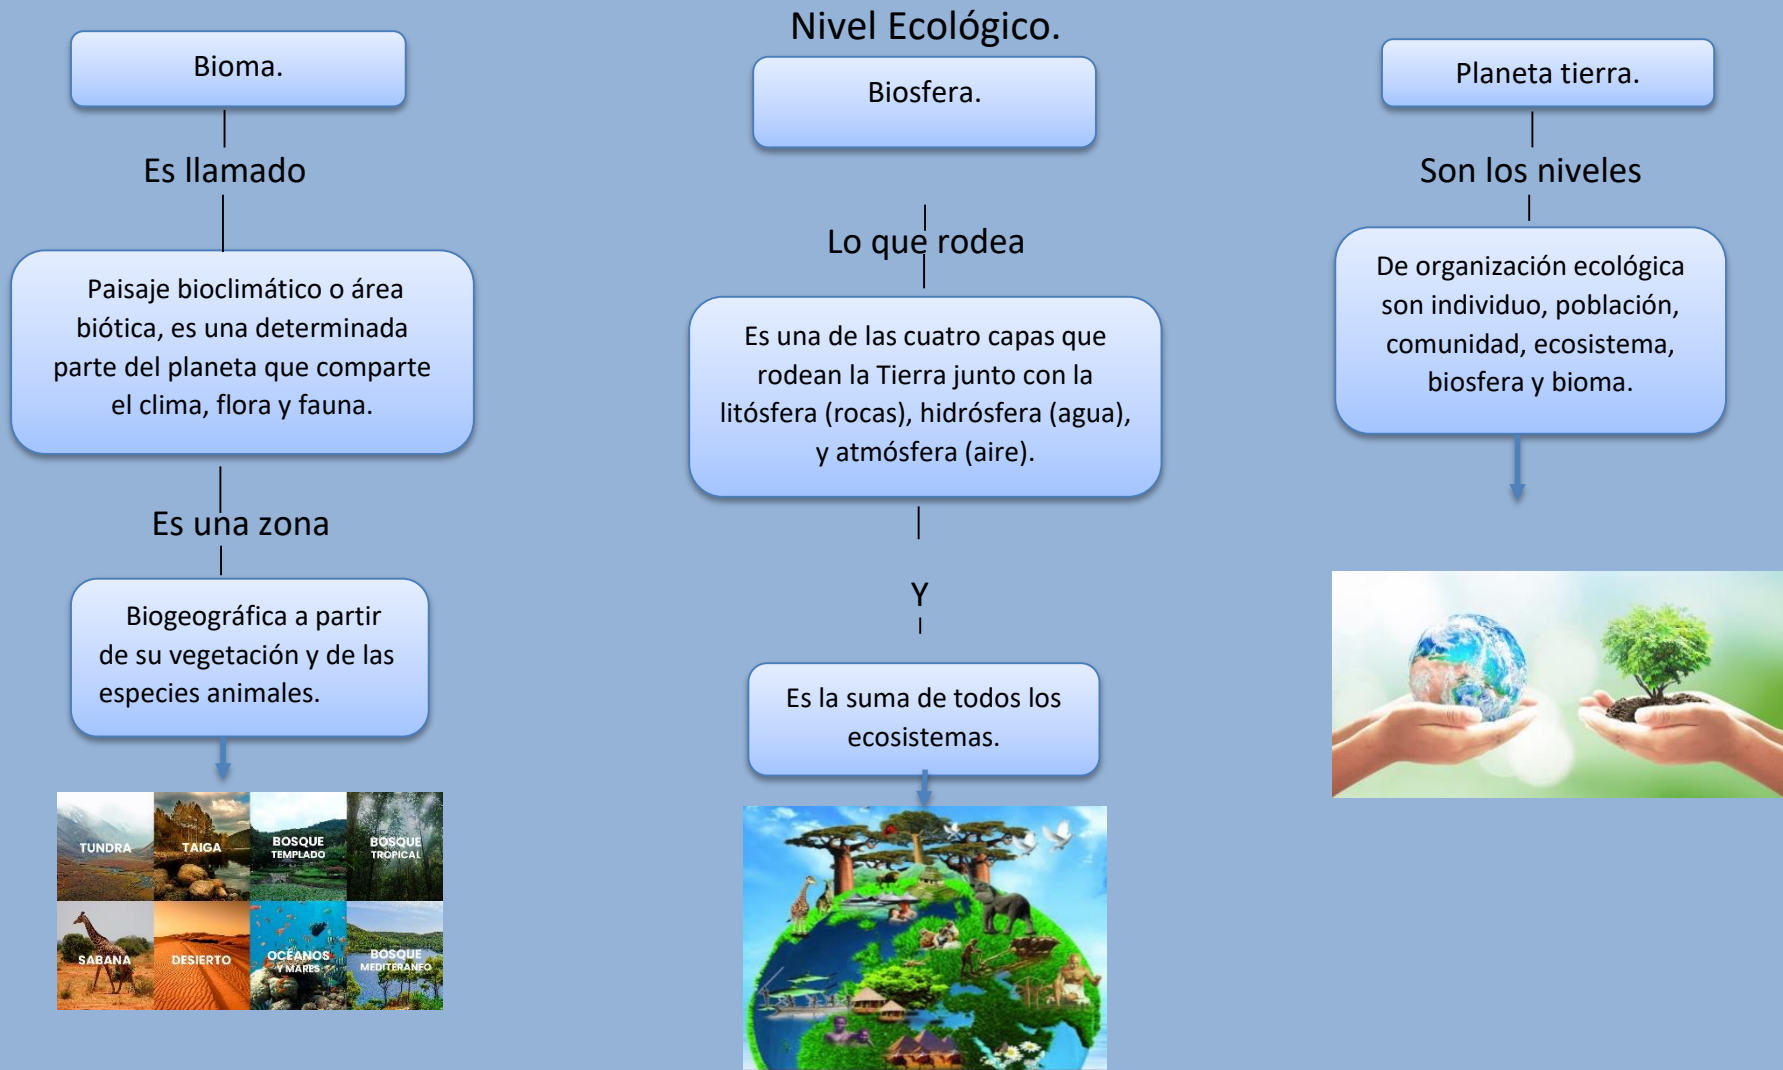 Nivel Ecológico.
Bioma.
Es llamado
Paisaje bioclimático o área
biótica, es una determinada
parte del planeta que comparte
el clima, flora y fauna.
Es una zona
Biogeográfica a partir
de su vegetación y de las
especies animales.
TUNDRA
TAIGA
BOSQUE
TEMPLADO
BOSQUE
TROPICAL
SABANA
DESIERTO
OCÉANOS
Y MARES
BOSQUE
MEDITERANEO
Biosfera.
Lo que rodea
Es una de las cuatro capas que
rodean la Tierra junto con la
litósfera (rocas), hidrósfera (agua),
y atmósfera (aire).
Y
Es la suma de todos los
ecosistemas.
Planeta tierra.
Son los niveles
De organización ecológica
son individuo, población,
comunidad, ecosistema,
biosfera y bioma.